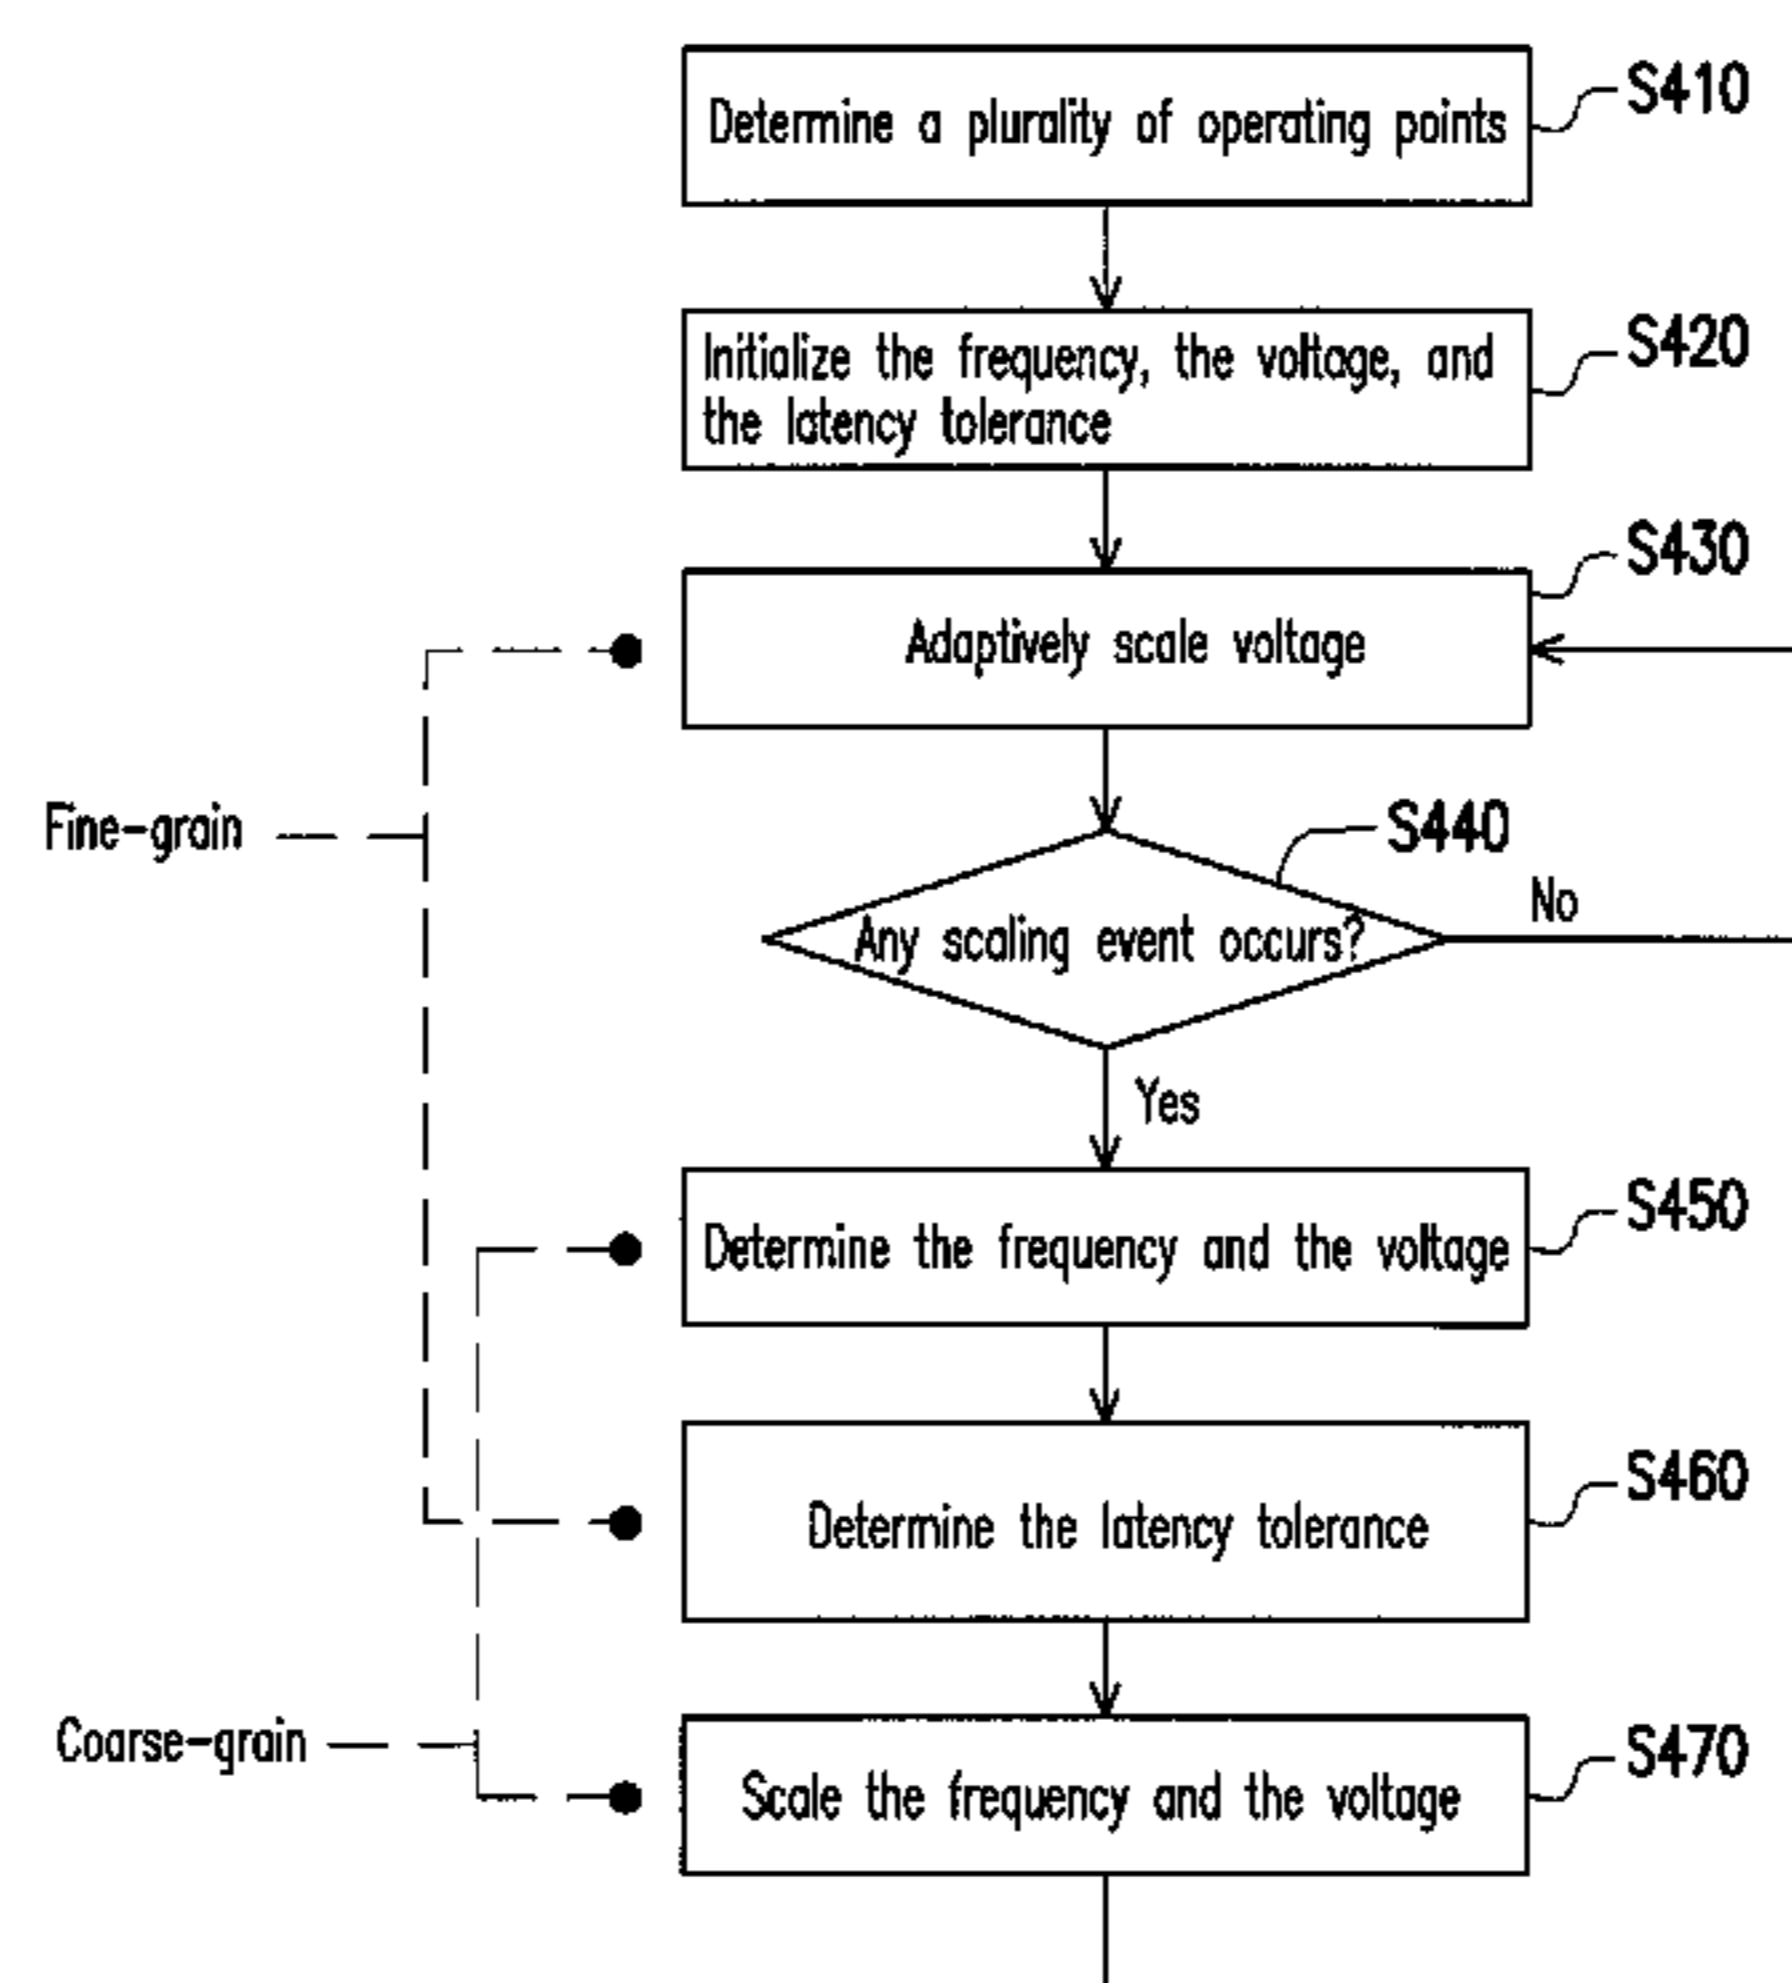 Determine a plurality of operating points
S410
Initialize the frequency, the voltage, and
the latency tolerance
S420
S430
Adaptively scale voltage
Fine-grain
S440
Any scaling event occurs?
No
Yes
S450
Determine the frequency and the voltage
S460
Determine the latency tolerance
Coarse-grain
S470
Scale the frequency and the voltage